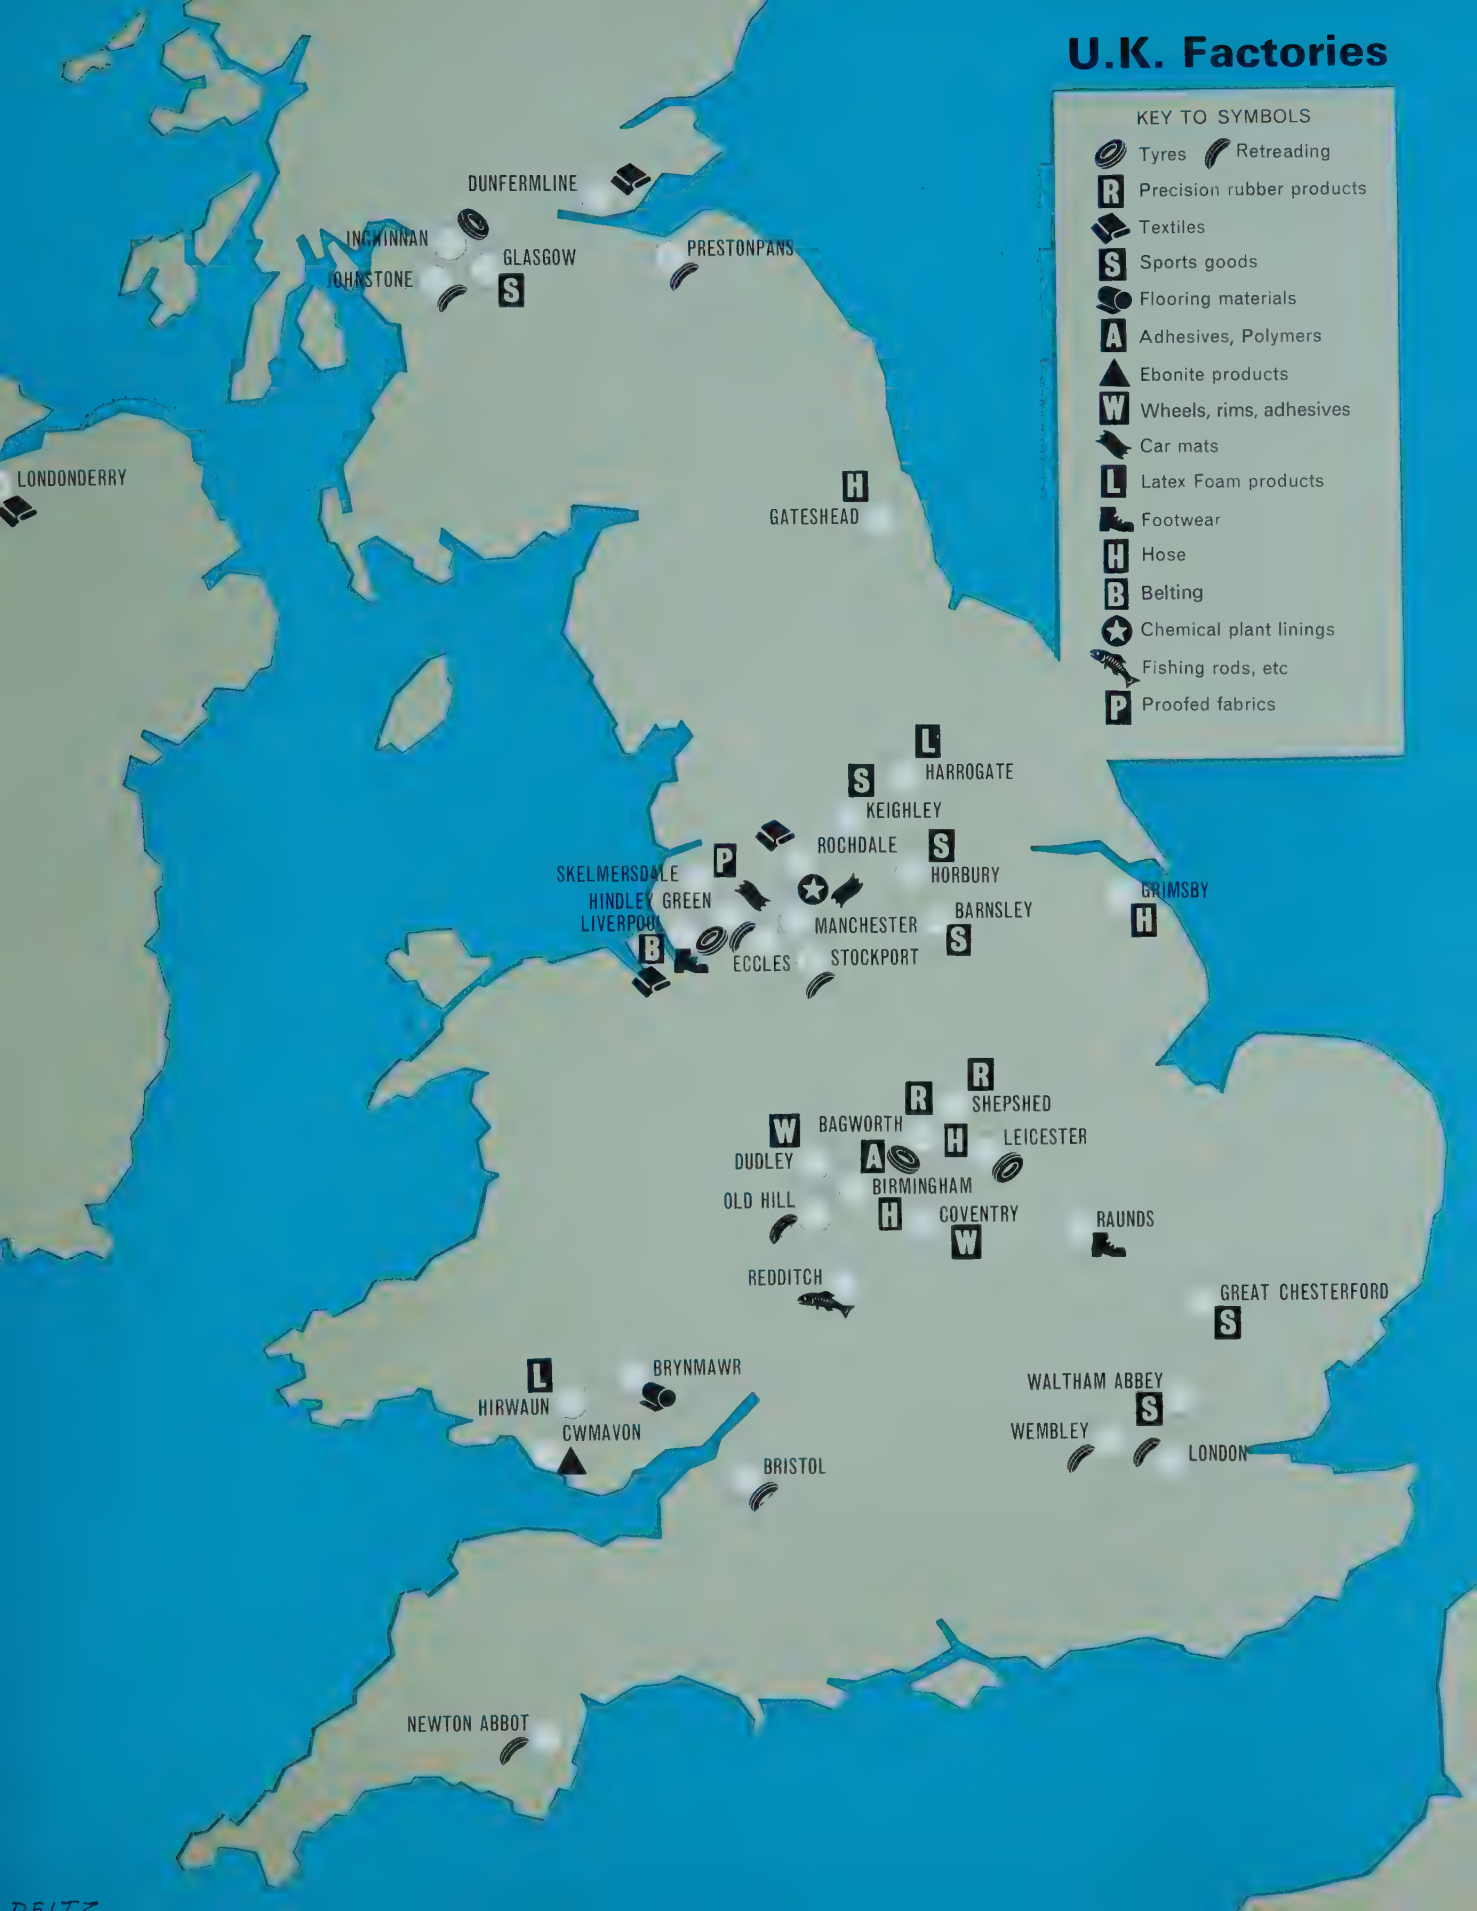 U.K. Factories
KEY TO SYMBOLS
Tyres Retreading
R Precision rubber products
Textiles
S Sports goods
Flooring materials
A Adhesives, Polymers
Ebonite products
W Wheels, rims, adhesives
Car mats
L Latex Foam products
Footwear
H Hose
B Belting
Chemical plant linings
Fishing rods, etc
P Proofed fabrics
DUNFERMLINE
INCHINNAN
GLASGOW
PRESTONPANS
JOHNSTONE
S
LONDONDERRY
H
GATESHEAD
L
HARROGATE
S
KEIGHLEY
ROCHDALE
S
P
SKELMERSDALE
HORBURY
HINDLEY GREEN
GRIMSBY
H
LIVERPOOL
MANCHESTER
BARNSLEY
S
B
ECCLES
STOCKPORT
R
SHEPSHED
R
BAGWORTH
W
DUDLEY
H
LEICESTER
A
BIRMINGHAM
OLD HILL
H
COVENTRY
W
RAUNDS
REDDITCH
GREAT CHESTERFORD
S
L
HIRWAUN
BRYNMAWR
CWMAVON
WALTHAM ABBEY
S
WEMBLEY
LONDON
BRISTOL
NEWTON ABBOT